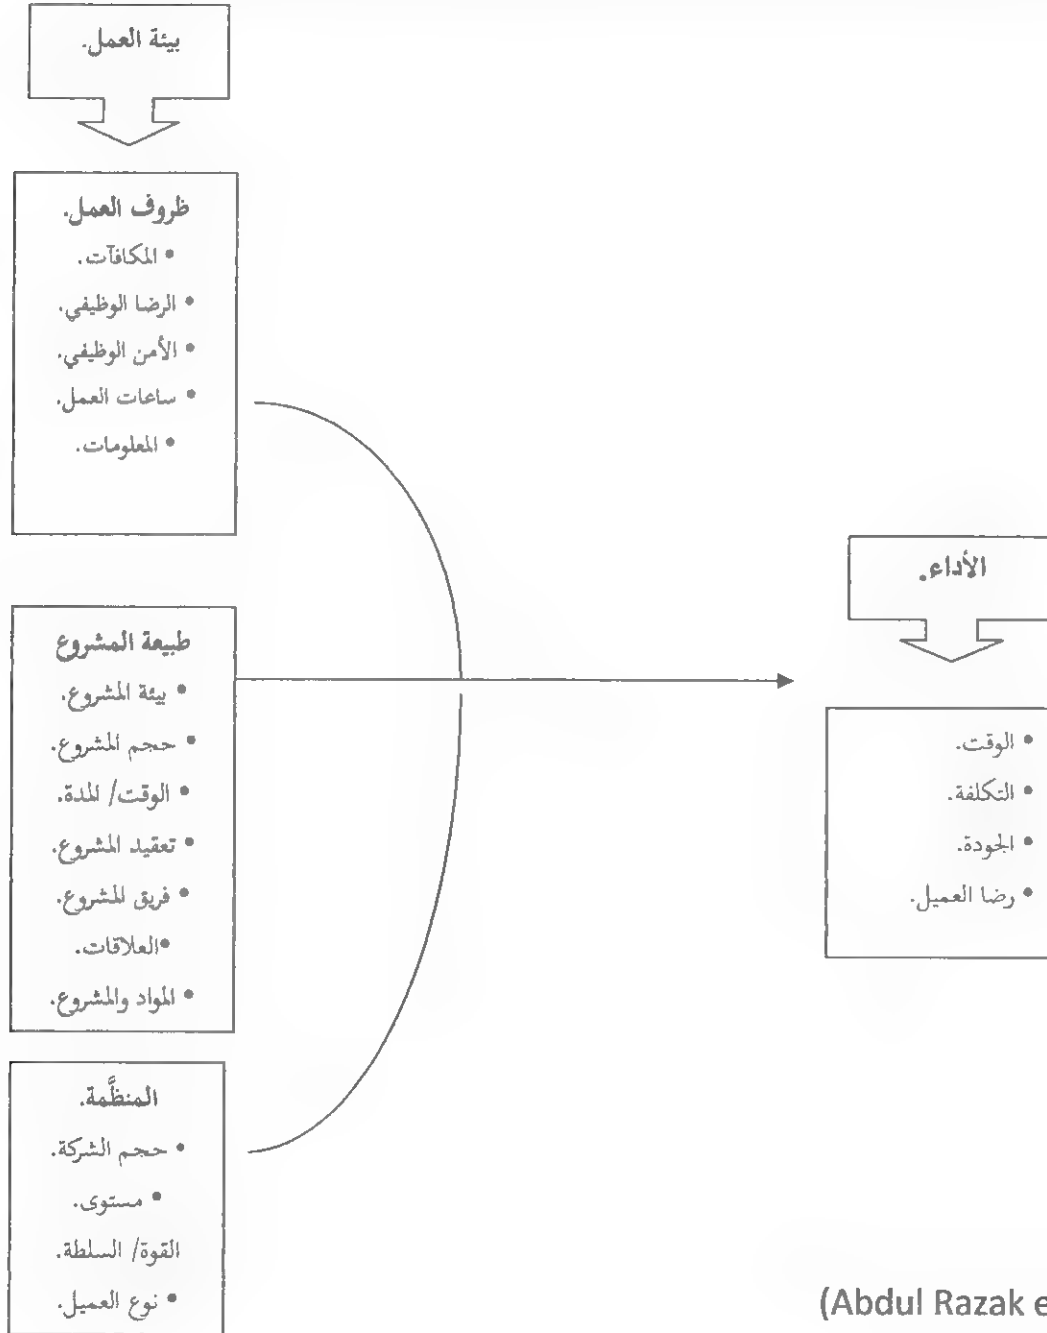 بيئة العمل.
ظروف العمل.
• المكافآت.
• الرضا الوظيفي.
• الأمن الوظيفي.
• ساعات العمل.
• المعلومات.
طبيعة المشروع
• بيئة المشروع.
• حجم المشروع.
• الوقت/ المدة.
• تعقيد المشروع.
• فريق المشروع.
•العلاقات.
• المواد والمشروع.
المنظَّمة.
• حجم الشركة.
• مستوى.
القوة/ السلطة.
• نوع العميل.
الأداء.
• الوقت.
• التكلفة.
• الجودة.
• رضا العميل.
(Abdul Razak e